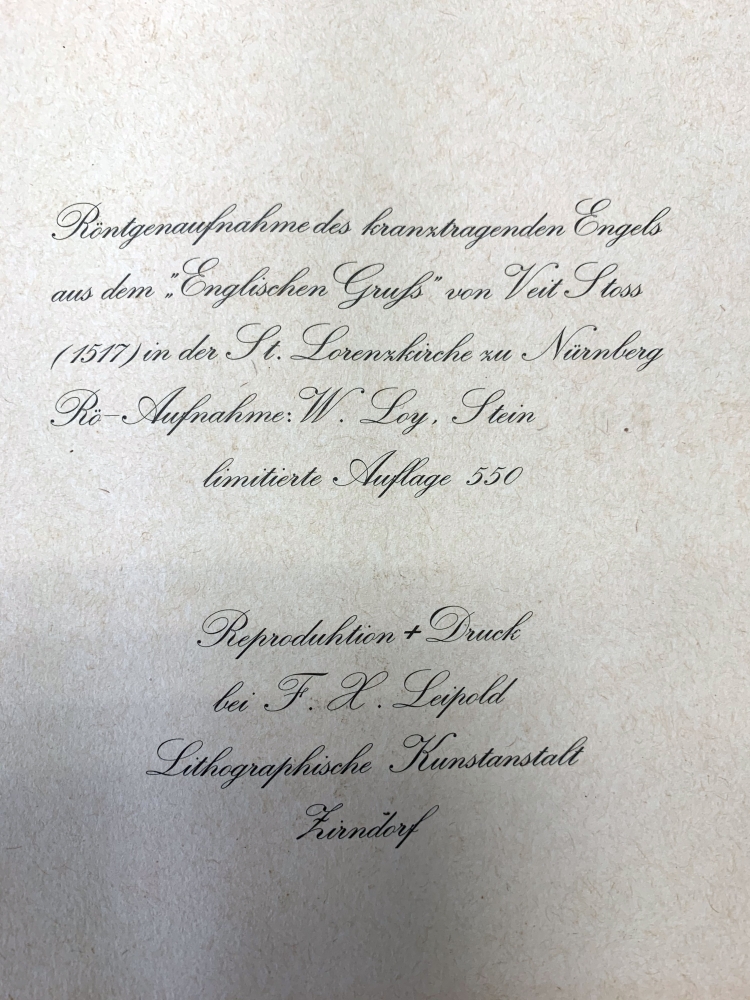 Röntgenaufnahme des kranztragenden Engels
aus dem „Englischen Gruß" von Veit Stoss
(1517) in der St. Lorenzkirche zu Nürnberg
Rö-Aufnahme: W. Loy, Stein
limitierte Auflage 550
Reproduktion + Druck
bei F. X. Leipold
Lithographische Kunstanstalt
Zirndorf